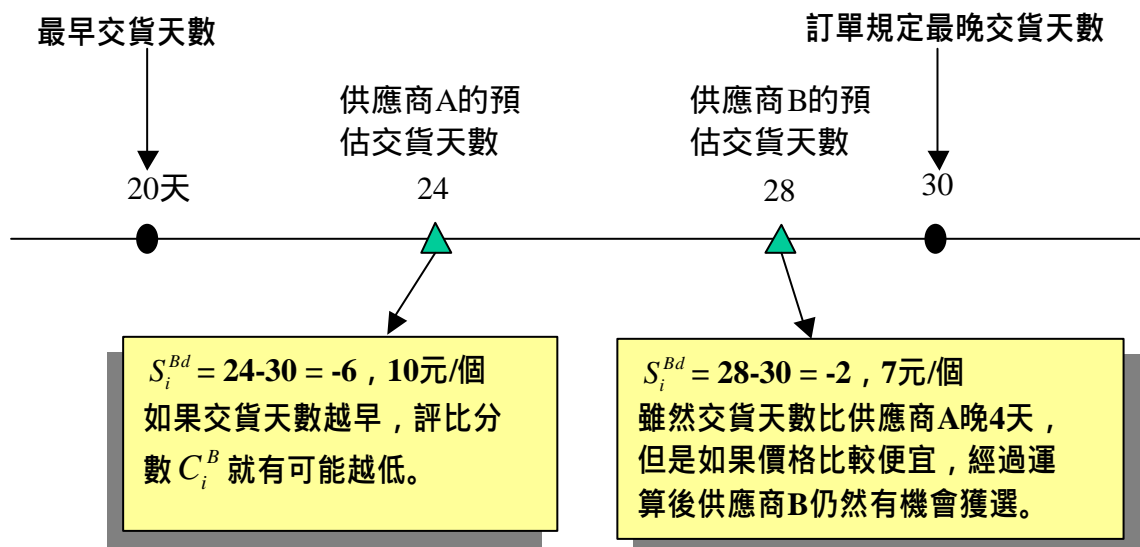 最早交貨天數
訂單規定最晚交貨天數
供應商A的預
估交貨天數
供應商B的預
估交貨天數
20天
24
28
30
S_i^{Bd} = 24-30 = -6，10元/個
如果交貨天數越早，評比分
數 C_i^B 就有可能越低。
S_i^{Bd} = 28-30 = -2，7元/個
雖然交貨天數比供應商A晚4天，
但是如果價格比較便宜，經過運
算後供應商B仍然有機會獲選。